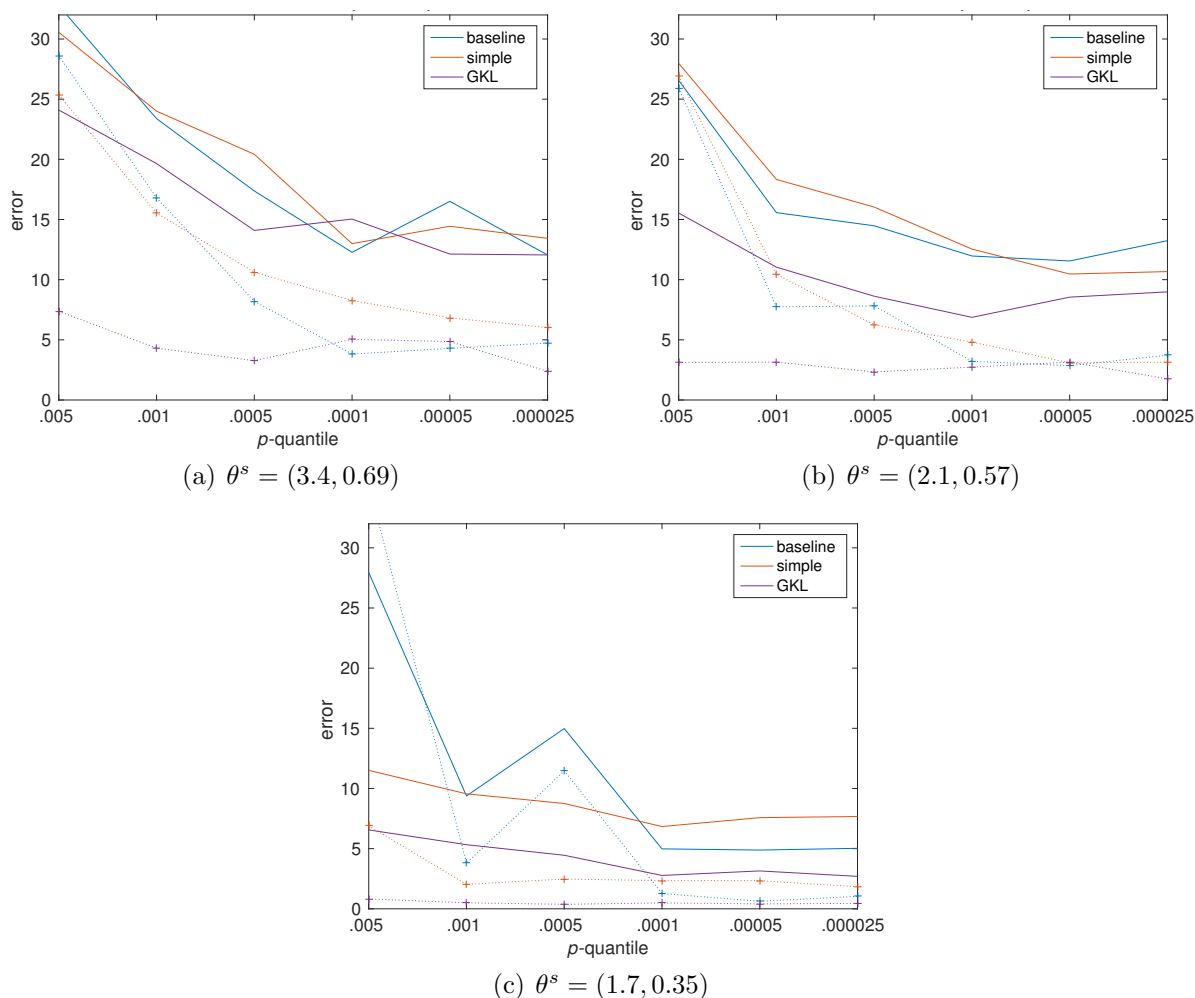 baseline
simple
GKL
error
30
25
20
15
10
5
0
.005 .001 .0005 .0001 .00005 .000025
p-quantile
(a) θ^s = (3.4, 0.69)
baseline
simple
GKL
error
30
25
20
15
10
5
0
.005 .001 .0005 .0001 .00005 .000025
p-quantile
(b) θ^s = (2.1, 0.57)
baseline
simple
GKL
error
30
25
20
15
10
5
0
.005 .001 .0005 .0001 .00005 .000025
p-quantile
(c) θ^s = (1.7, 0.35)